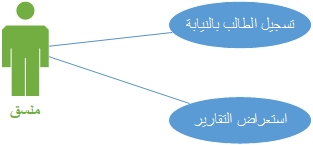 تسجيل الطالب بالنيابة
منسق
استعراض التقارير